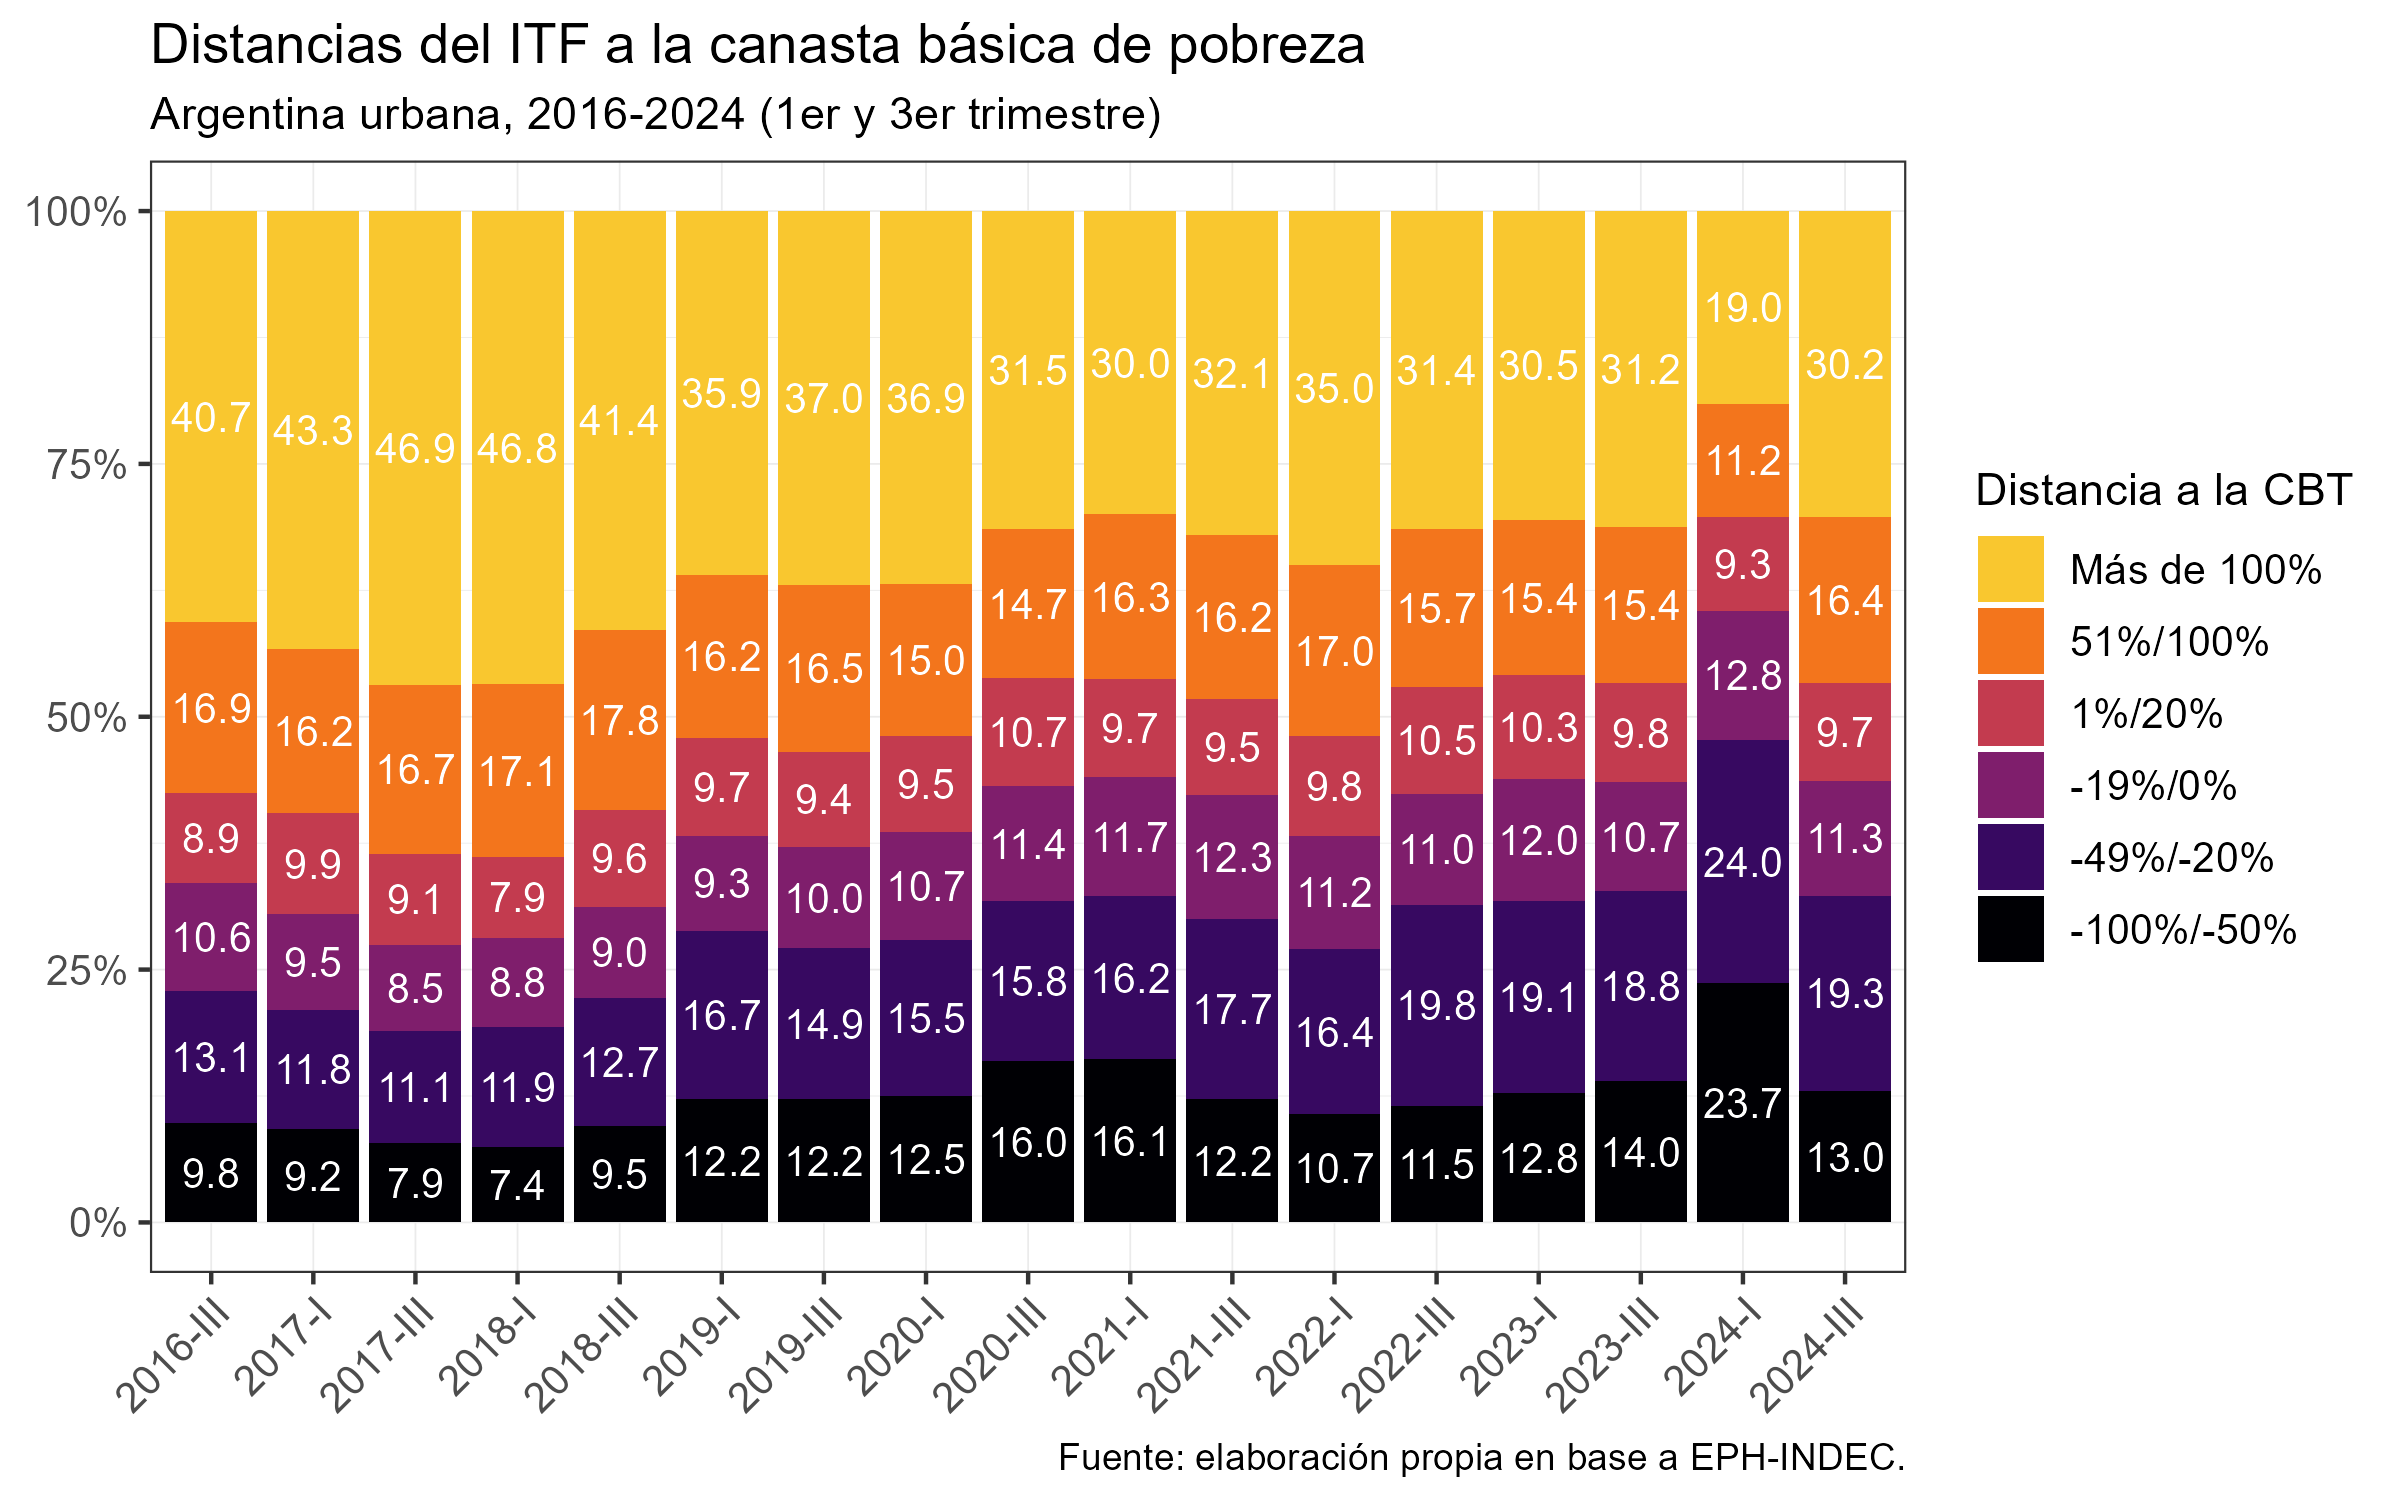 Distancias del ITF a la canasta básica de pobreza
Argentina urbana, 2016-2024 (1er y 3er trimestre)
100%
75%
50%
25%
0%
40.7 43.3 46.9 46.8 41.4 35.9 37.0 36.9 31.5 30.0 32.1 35.0 31.4 30.5 31.2 19.0 30.2
16.9 16.2 16.7 17.1 17.8 16.2 16.5 15.0 14.7 16.3 16.2 17.0 15.7 15.4 15.4 11.2 16.4
8.9 9.9 9.1 7.9 9.6 9.7 9.4 9.5 10.7 9.7 9.5 9.8 10.5 10.3 9.8 9.3 9.7
10.6 9.5 8.5 8.8 9.0 9.3 10.0 10.7 11.4 11.7 12.3 11.2 11.0 12.0 10.7 12.8 11.3
13.1 11.8 11.1 11.9 12.7 16.7 14.9 15.5 15.8 16.2 17.7 16.4 19.8 19.1 18.8 24.0 19.3
9.8 9.2 7.9 7.4 9.5 12.2 12.2 12.5 16.0 16.1 12.2 10.7 11.5 12.8 14.0 23.7 13.0
2016-III 2017-I 2017-III 2018-I 2018-III 2019-I 2019-III 2020-I 2020-III 2021-I 2021-III 2022-I 2022-III 2023-I 2023-III 2024-I 2024-III
Distancia a la CBT
Más de 100%
51%/100%
1%/20%
-19%/0%
-49%/-20%
-100%/-50%
Fuente: elaboración propia en base a EPH-INDEC.